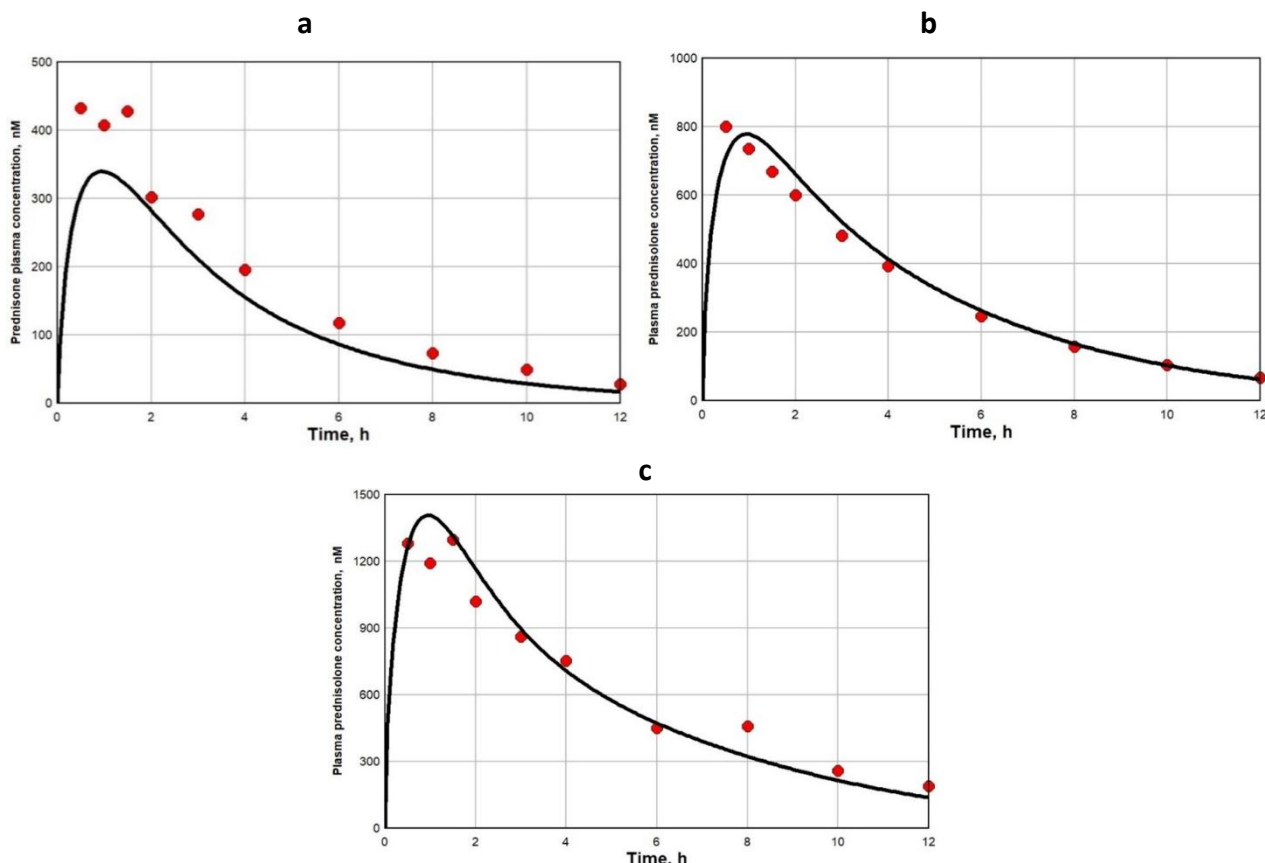 a
b
500
400
300
200
100
0
0 2 4 6 8 10 12
Prednisone plasma concentration, nM
Time, h
1000
800
600
400
200
0
0 2 4 6 8 10 12
Plasma prednisolone concentration, nM
Time, h
c
1500
1200
900
600
300
0
0 2 4 6 8 10 12
Plasma prednisolone concentration, nM
Time, h